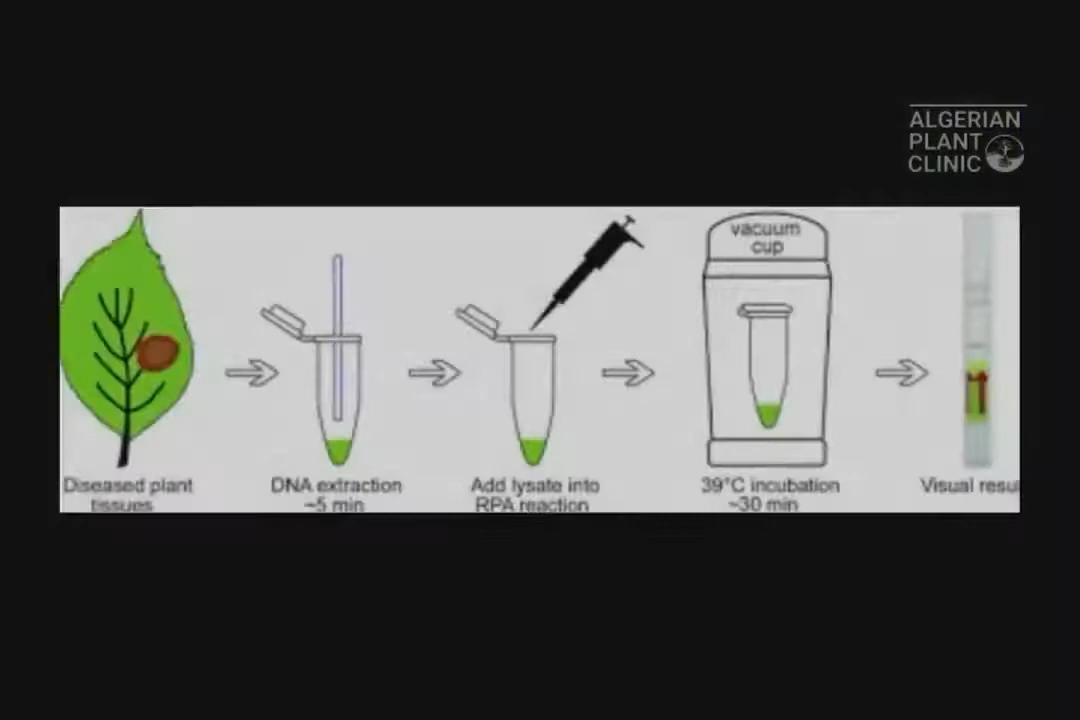 ALGERIAN
PLANT
CLINIC
vacuum
cup
Diseased plant
tissues
DNA extraction
~5 min
Add lysate into
RPA reaction
39°C incubation
~30 min
Visual resu